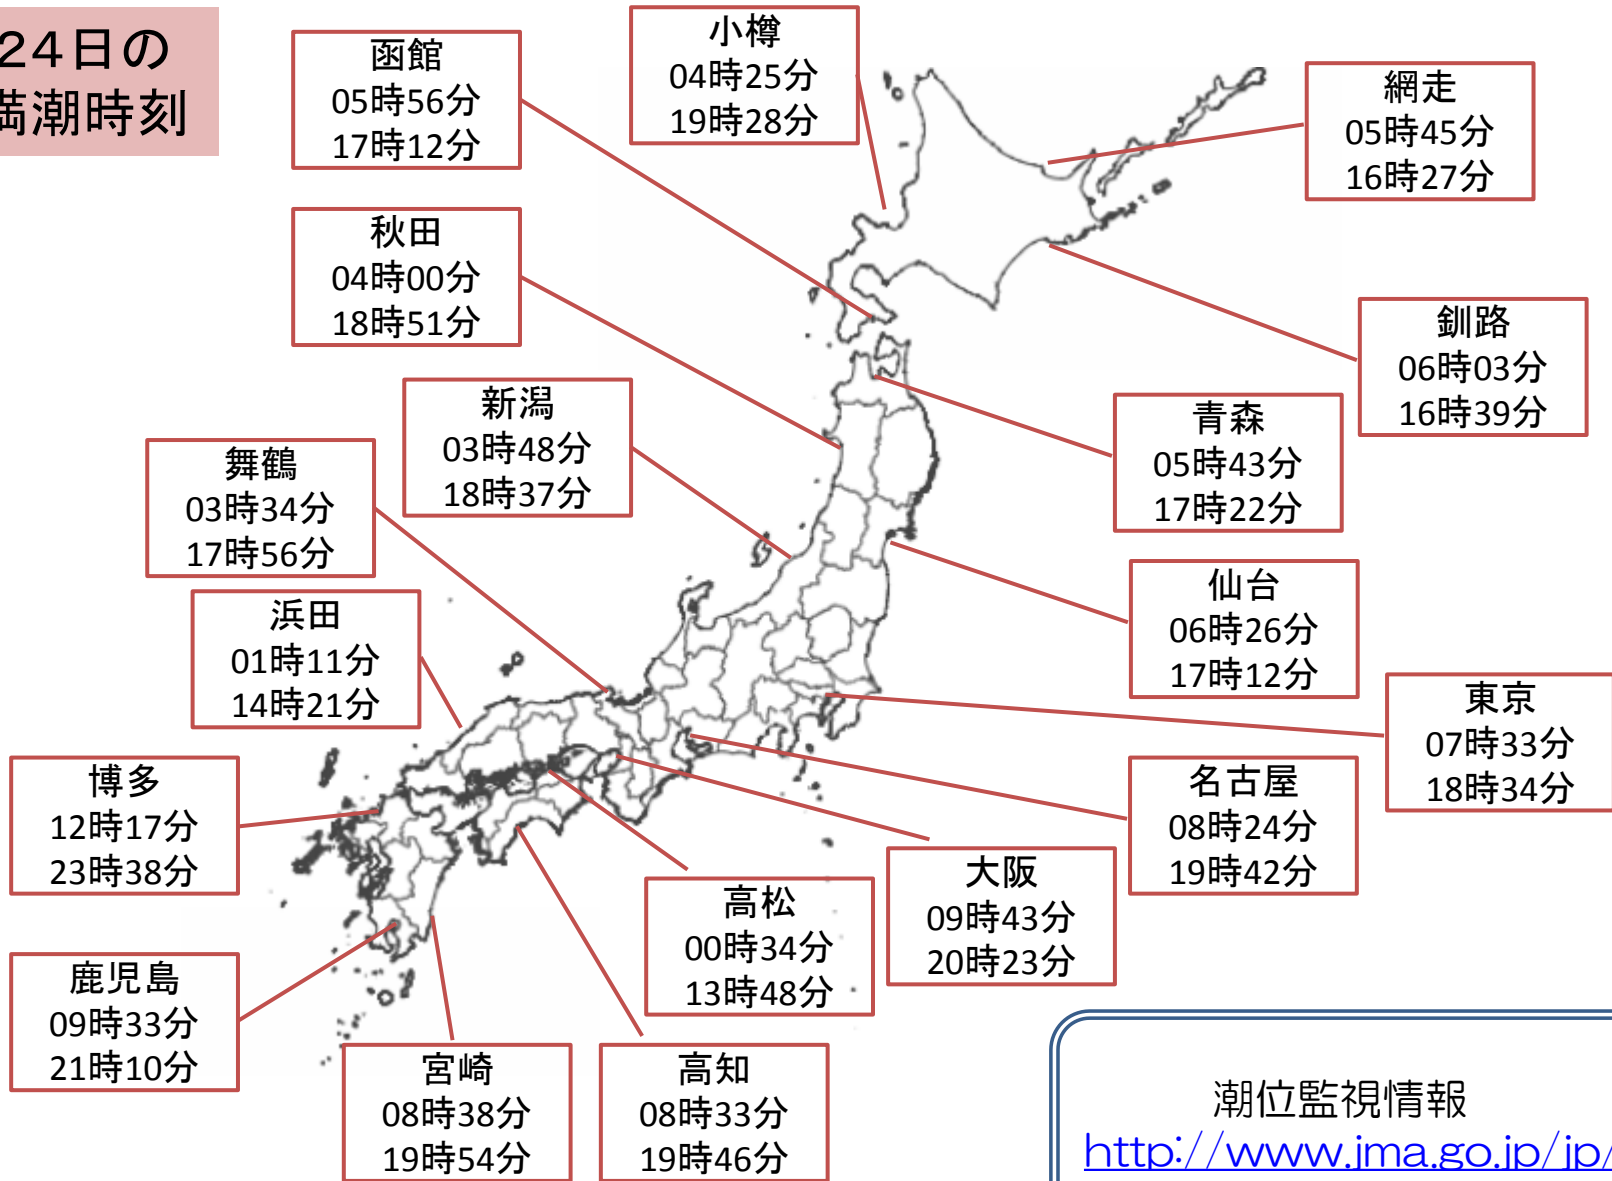 24日の
満潮時刻
函館
05時56分
17時12分
小樽
04時25分
19時28分
網走
05時45分
16時27分
秋田
04時00分
18時51分
釧路
06時03分
16時39分
新潟
03時48分
18時37分
青森
05時43分
17時22分
舞鶴
03時34分
17時56分
仙台
06時26分
17時12分
浜田
01時11分
14時21分
東京
07時33分
18時34分
博多
12時17分
23時38分
名古屋
08時24分
19時42分
大阪
09時43分
20時23分
高松
00時34分
13時48分
鹿児島
09時33分
21時10分
宮崎
08時38分
19時54分
高知
08時33分
19時46分
潮位監視情報
http://www.jma.go.jp/jp/